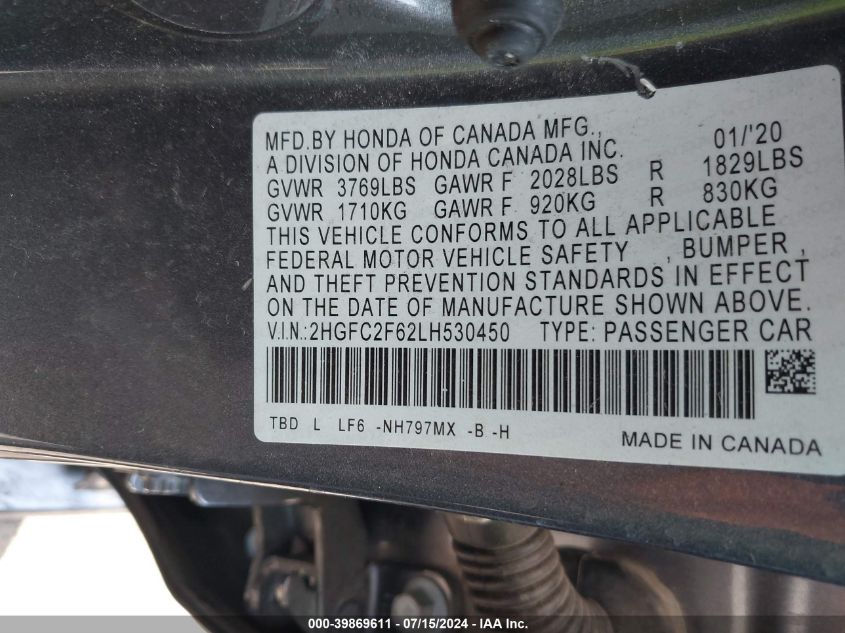 MFD.BY HONDA OF CANADA MFG., 01/'20
A DIVISION OF HONDA CANADA INC.
GVWR 3769LBS GAWR F 2028LBS R 1829LBS
GVWR 1710KG GAWR F 920KG R 830KG
THIS VEHICLE CONFORMS TO ALL APPLICABLE
FEDERAL MOTOR VEHICLE SAFETY , BUMPER ,
AND THEFT PREVENTION STANDARDS IN EFFECT
ON THE DATE OF MANUFACTURE SHOWN ABOVE.
V.I.N.:2HGFC2F62LH530450 TYPE: PASSENGER CAR
TBD L LF6 -NH797MX -B -H
MADE IN CANADA
000-39869611 - 07/15/2024 - IAA Inc.